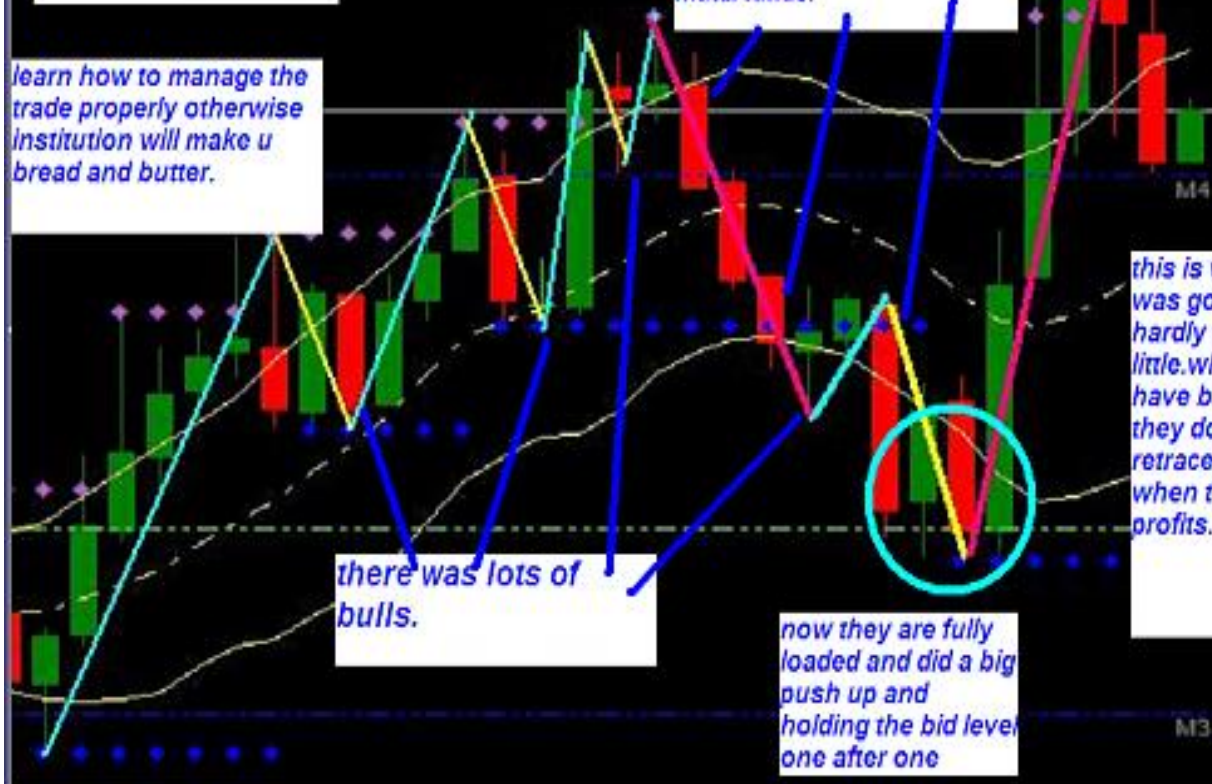 learn how to manage the
trade properly otherwise
institution will make u
bread and butter.
M4
this is
was go
hardly
little.wh
have b
they do
retrace
when t
profits.
there was lots of
bulls.
now they are fully
loaded and did a big
push up and
holding the bid level
one after one
M3